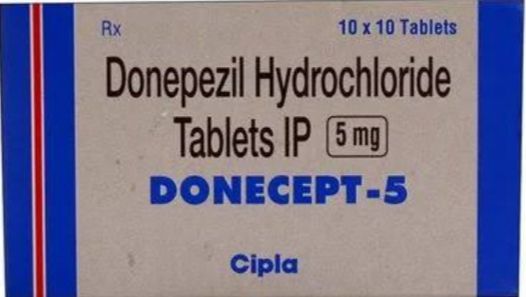 Rx
10 x 10 Tablets
Donepezil Hydrochloride
Tablets IP 5 mg
DONECEPT-5
Cipla